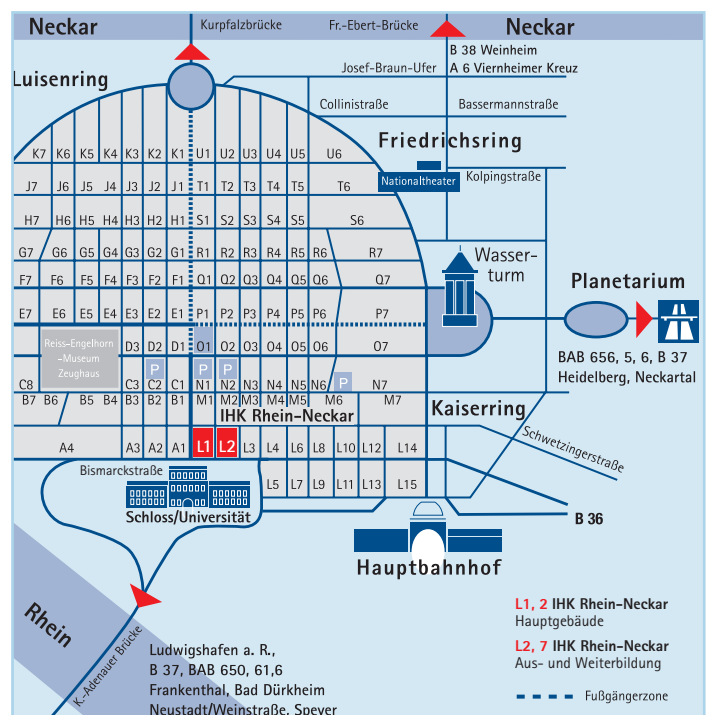 Neckar
Kurpfalzbrücke
Fr.-Ebert-Brücke
Neckar
B 38 Weinheim
A 6 Viernheimer Kreuz
Josef-Braun-Ufer
Luisenring
Collinistraße
Bassermannstraße
Friedrichsring
K7 K6 K5 K4 K3 K2 K1 U1 U2 U3 U4 U5 U6
Kolpingstraße
Nationaltheater
J7 J6 J5 J4 J3 J2 J1 T1 T2 T3 T4 T5 T6
H7 H6 H5 H4 H3 H2 H1 S1 S2 S3 S4 S5 S6
G7 G6 G5 G4 G3 G2 G1 R1 R2 R3 R4 R5 R6 R7
Wasser-
turm
F7 F6 F5 F4 F3 F2 F1 Q1 Q2 Q3 Q4 Q5 Q6 Q7
Planetarium
E7 E6 E5 E4 E3 E2 E1 P1 P2 P3 P4 P5 P6 P7
Reiss-Engelhorn
-Museum
Zeughaus
D3 D2 D1 O1 O2 O3 O4 O5 O6 O7
BAB 656, 5, 6, B 37
Heidelberg, Neckartal
P P P P
C8 C3 C2 C1 N1 N2 N3 N4 N5 N6 N7
B7 B6 B5 B4 B3 B2 B1 M1 M2 M3 M4 M5 M6 M7
IHK Rhein-Neckar
Kaiserring
A4 A3 A2 A1 L1 L2 L3 L4 L6 L8 L10 L12 L14
Schwetzingerstraße
Bismarckstraße
L5 L7 L9 L11 L13 L15
Schloss/Universität
B 36
Hauptbahnhof
Rhein
K.-Adenauer Brücke
L1, 2 IHK Rhein-Neckar
Hauptgebäude
L2, 7 IHK Rhein-Neckar
Aus- und Weiterbildung
Fußgängerzone
Ludwigshafen a. R.,
B 37, BAB 650, 61,6
Frankenthal, Bad Dürkheim
Neustadt/Weinstraße, Speyer